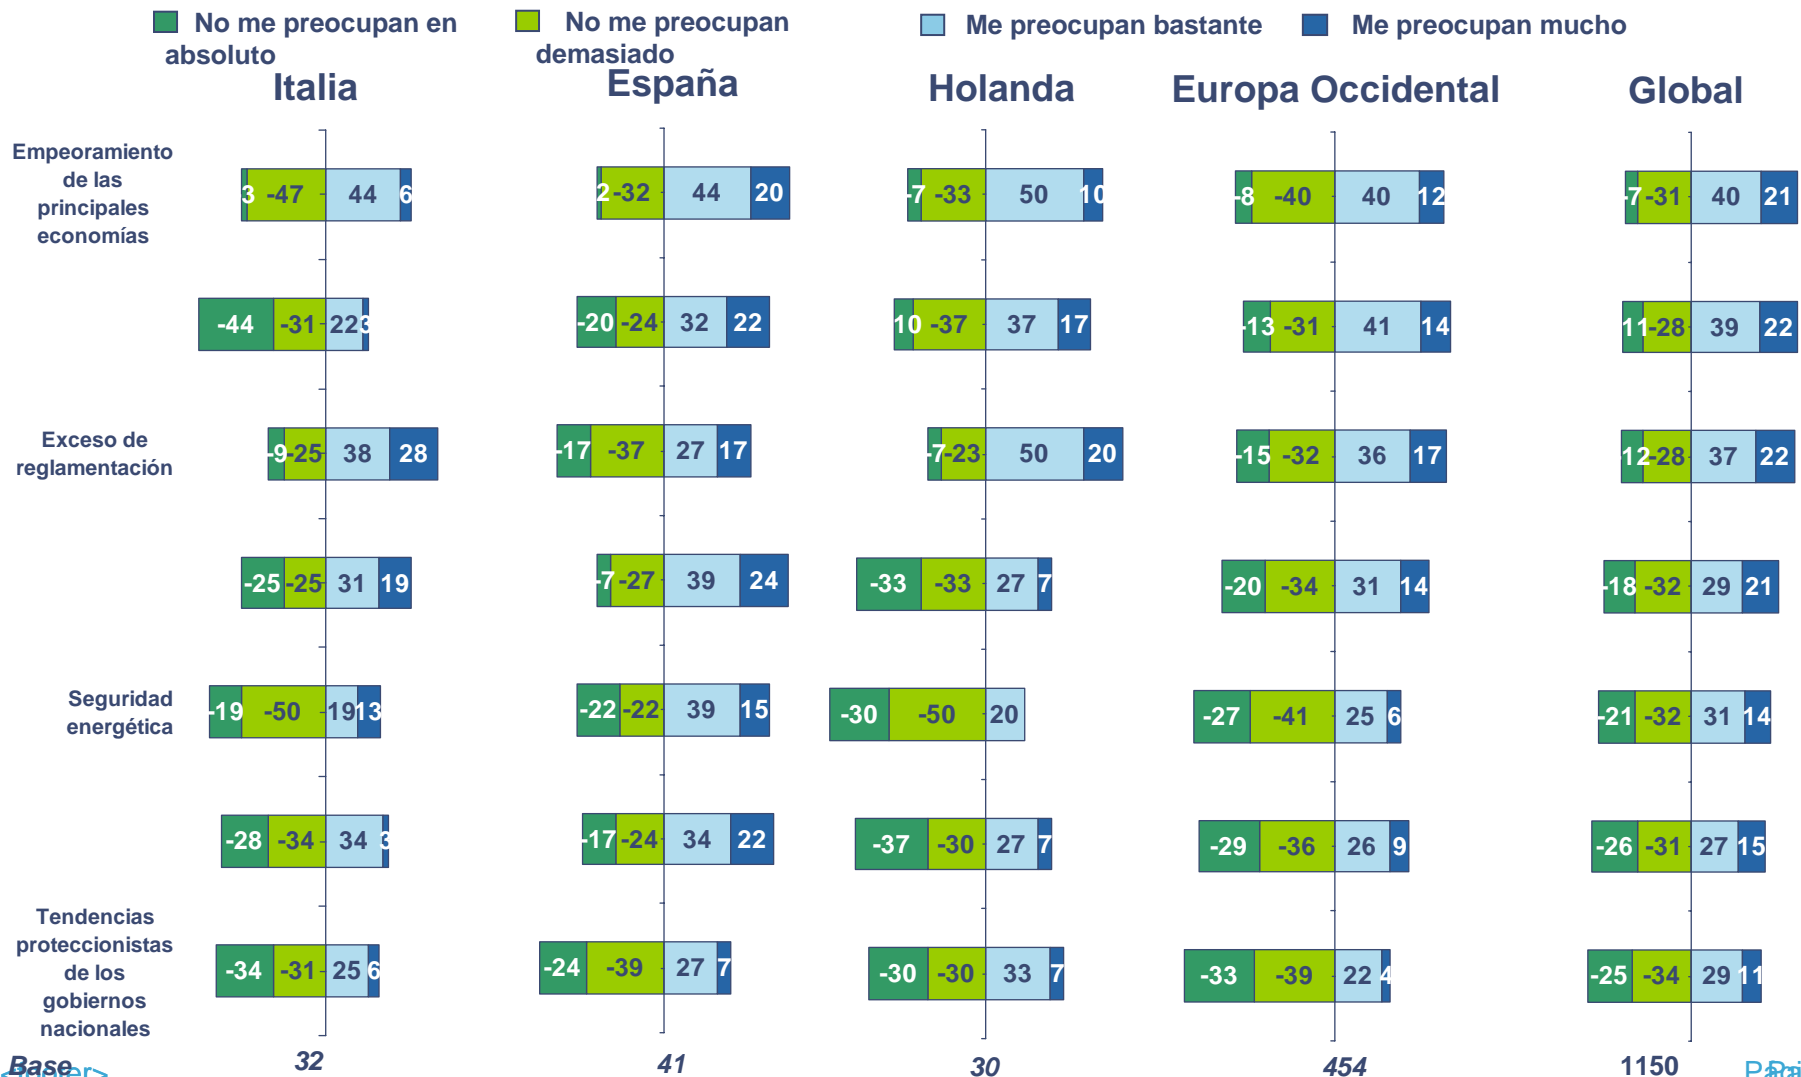 No me preocupan en
absoluto
No me preocupan
demasiado
Me preocupan bastante
Me preocupan mucho
Italia
España
Holanda
Europa Occidental
Global
Empeoramiento
de las
principales
economías
3 -47 44 6
2 -32 44 20
-7 -33 50 10
-8 -40 40 12
-7 -31 40 21
-44 -31 22 3
-20 -24 32 22
10 -37 37 17
-13 -31 41 14
11 -28 39 22
Exceso de
reglamentación
-9 -25 38 28
-17 -37 27 17
-7 -23 50 20
-15 -32 36 17
12 -28 37 22
-25 -25 31 19
-7 -27 39 24
-33 -33 27 7
-20 -34 31 14
-18 -32 29 21
Seguridad
energética
-19 -50 19 13
-22 -22 39 15
-30 -50 20
-27 -41 25 6
-21 -32 31 14
-28 -34 34 3
-17 -24 34 22
-37 -30 27 7
-29 -36 26 9
-26 -31 27 15
Tendencias
proteccionistas
de los
gobiernos
nacionales
-34 -31 25 6
-24 -39 27 7
-30 -30 33 7
-33 -39 22 4
-25 -34 29 11
Base
32
41
30
454
1150